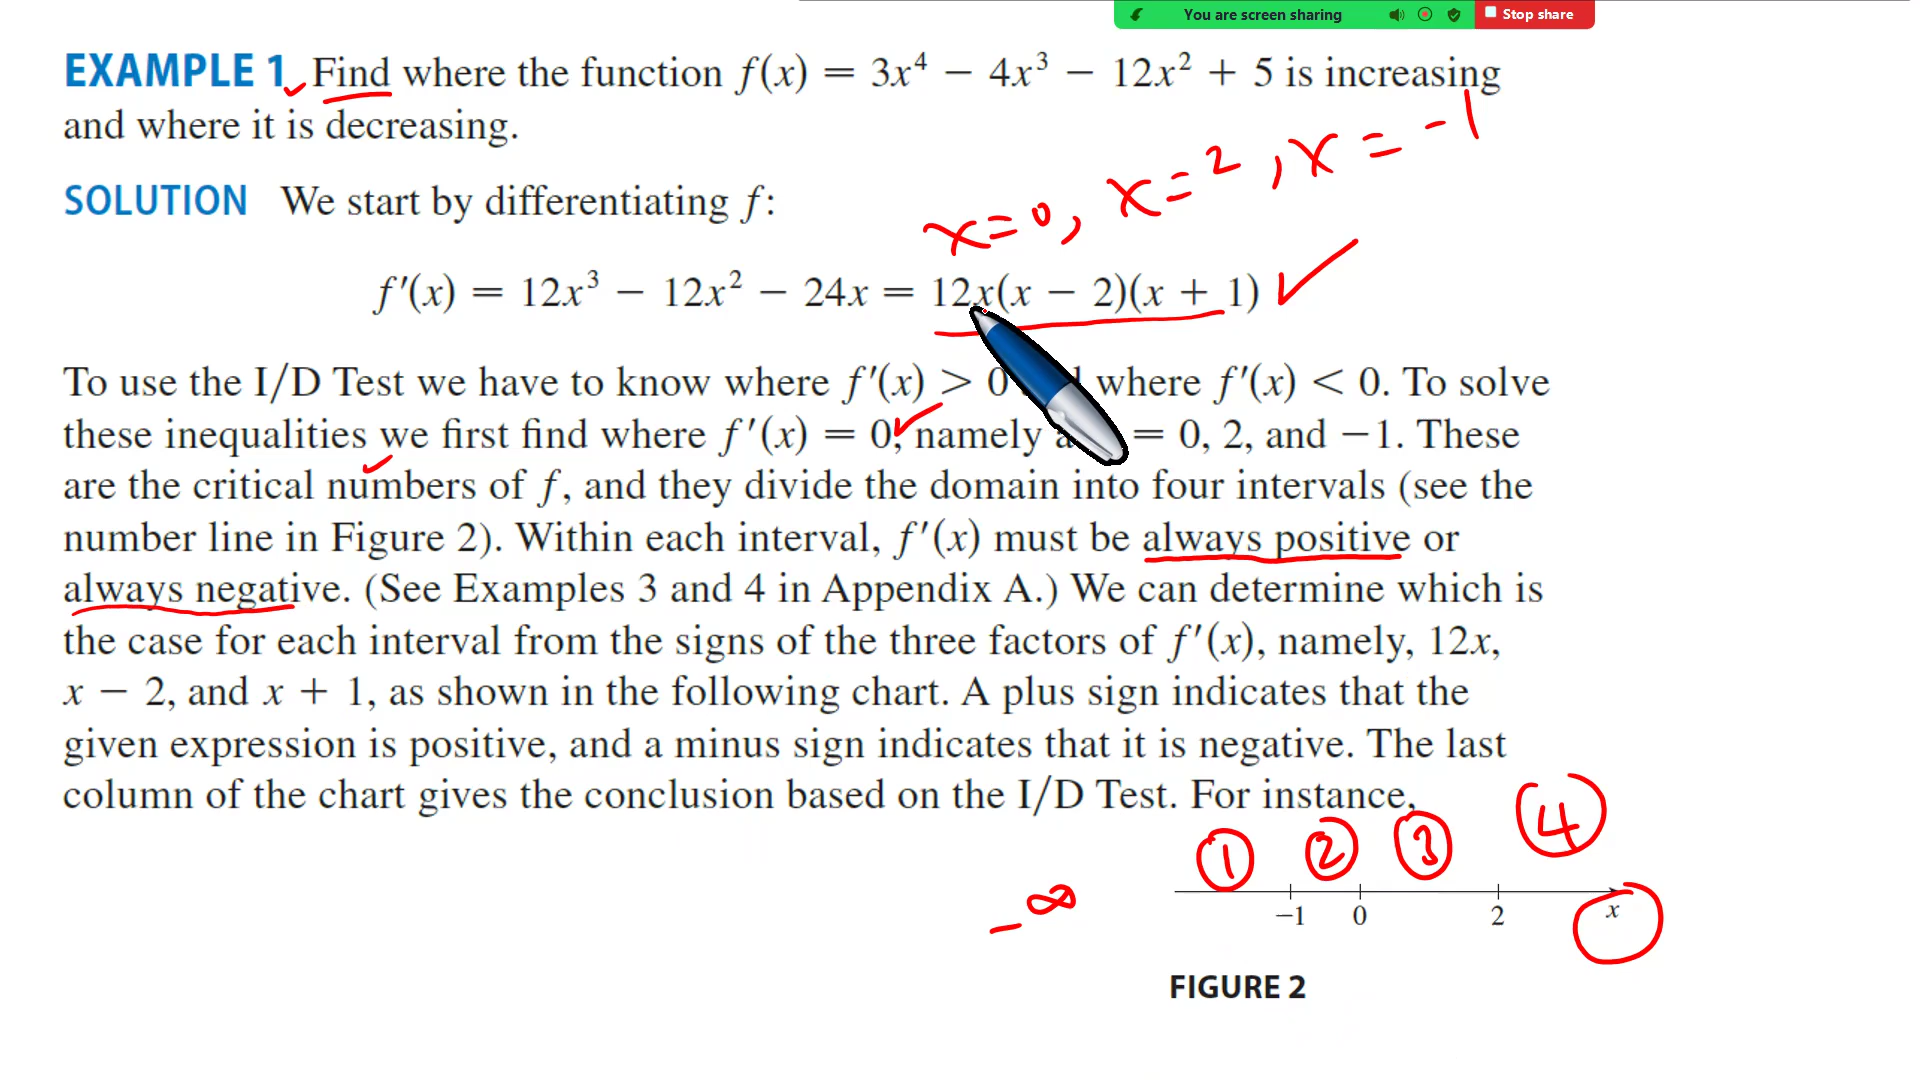 You are screen sharing Stop share
EXAMPLE 1 Find where the function f(x) = 3x⁴ − 4x³ − 12x² + 5 is increasing
and where it is decreasing.
x=0, x=2, x=-1
SOLUTION We start by differentiating f:
f′(x) = 12x³ − 12x² − 24x = 12x(x − 2)(x + 1)
To use the I/D Test we have to know where f′(x) > 0 where f′(x) < 0. To solve
these inequalities we first find where f′(x) = 0, namely = 0, 2, and −1. These
are the critical numbers of f, and they divide the domain into four intervals (see the
number line in Figure 2). Within each interval, f′(x) must be always positive or
always negative. (See Examples 3 and 4 in Appendix A.) We can determine which is
the case for each interval from the signs of the three factors of f′(x), namely, 12x,
x − 2, and x + 1, as shown in the following chart. A plus sign indicates that the
given expression is positive, and a minus sign indicates that it is negative. The last
column of the chart gives the conclusion based on the I/D Test. For instance,
① ② ③ ④
-∞
−1 0 2 x
FIGURE 2